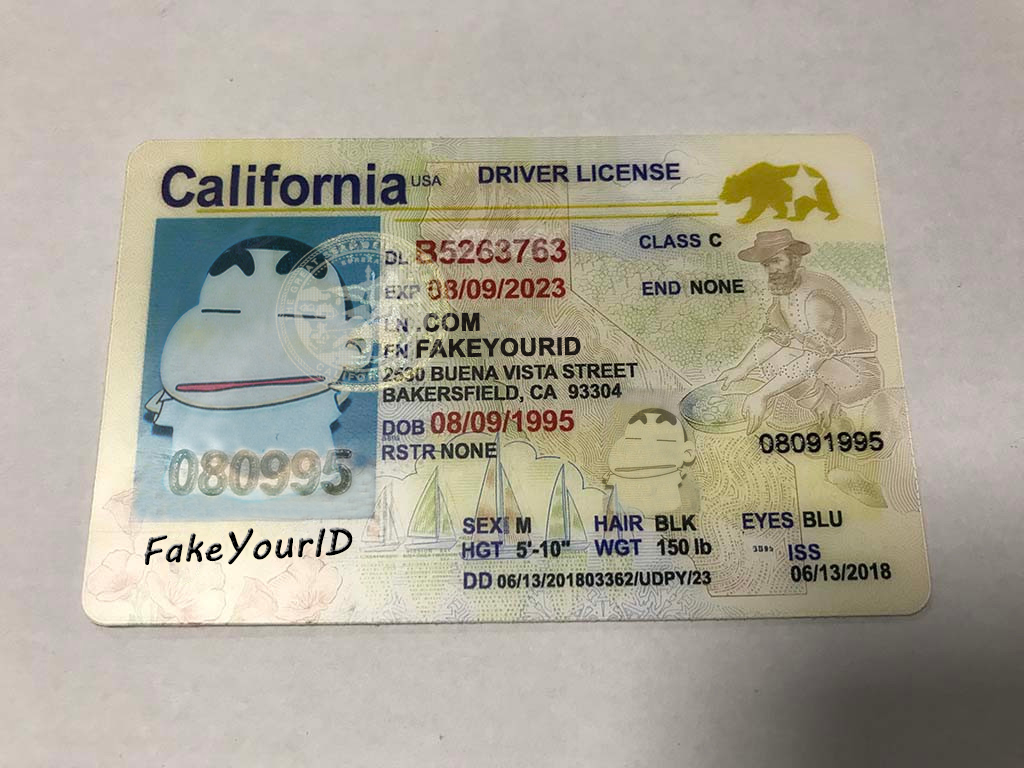 California USA DRIVER LICENSE
DL B5263763 CLASS C
EXP 08/09/2023 END NONE
LN .COM
FN FAKEYOURID
2530 BUENA VISTA STREET
BAKERSFIELD, CA 93304
DOB 08/09/1995
RSTR NONE
08091995
080995
FakeYourID
SEX M HAIR BLK EYES BLU
HGT 5'-10" WGT 150 lb ISS
DD 06/13/201803362/UDPY/23 06/13/2018